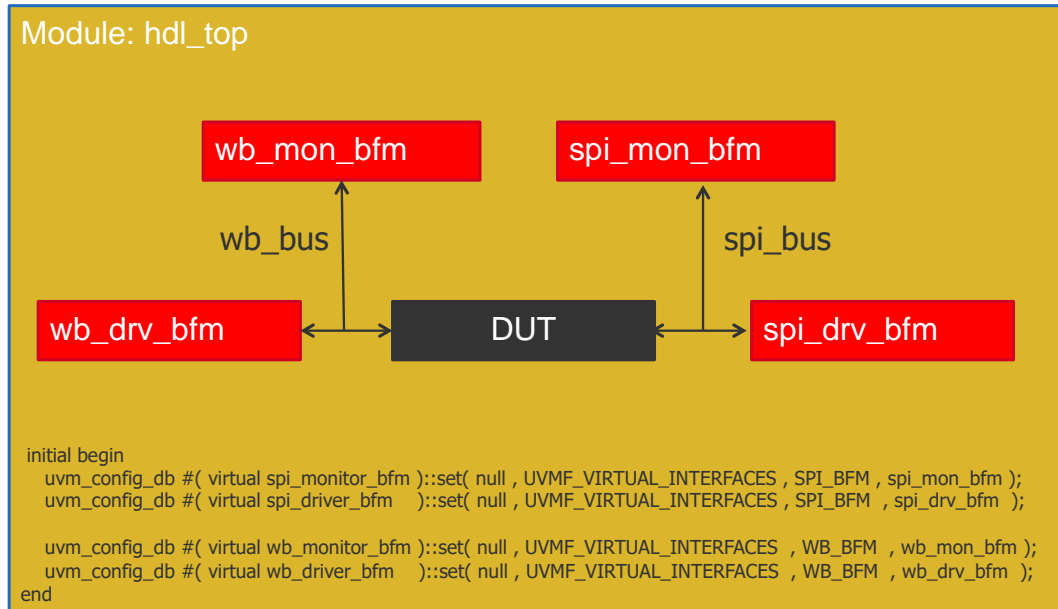 Module: hdl_top
wb_mon_bfm
spi_mon_bfm
wb_bus
spi_bus
wb_drv_bfm
DUT
spi_drv_bfm
initial begin
uvm_config_db #( virtual spi_monitor_bfm )::set( null , UVMF_VIRTUAL_INTERFACES , SPI_BFM , spi_mon_bfm );
uvm_config_db #( virtual spi_driver_bfm )::set( null , UVMF_VIRTUAL_INTERFACES , SPI_BFM , spi_drv_bfm );
uvm_config_db #( virtual wb_monitor_bfm )::set( null , UVMF_VIRTUAL_INTERFACES , WB_BFM , wb_mon_bfm );
uvm_config_db #( virtual wb_driver_bfm )::set( null , UVMF_VIRTUAL_INTERFACES , WB_BFM , wb_drv_bfm );
end